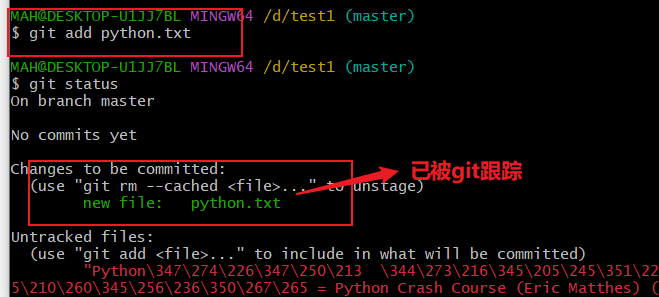 MAH@DESKTOP-U1JJ7BL MINGW64 /d/test1 (master)
$ git add python.txt
MAH@DESKTOP-U1JJ7BL MINGW64 /d/test1 (master)
$ git status
On branch master
No commits yet
Changes to be committed:
(use "git rm --cached <file>..." to unstage)
已被git跟踪
new file: python.txt
Untracked files:
(use "git add <file>..." to include in what will be committed)
"Python\347\274\226\347\250\213 \344\273\216\345\205\245\351\22
5\210\260\345\256\236\350\267\265 = Python Crash Course (Eric Matthes) (